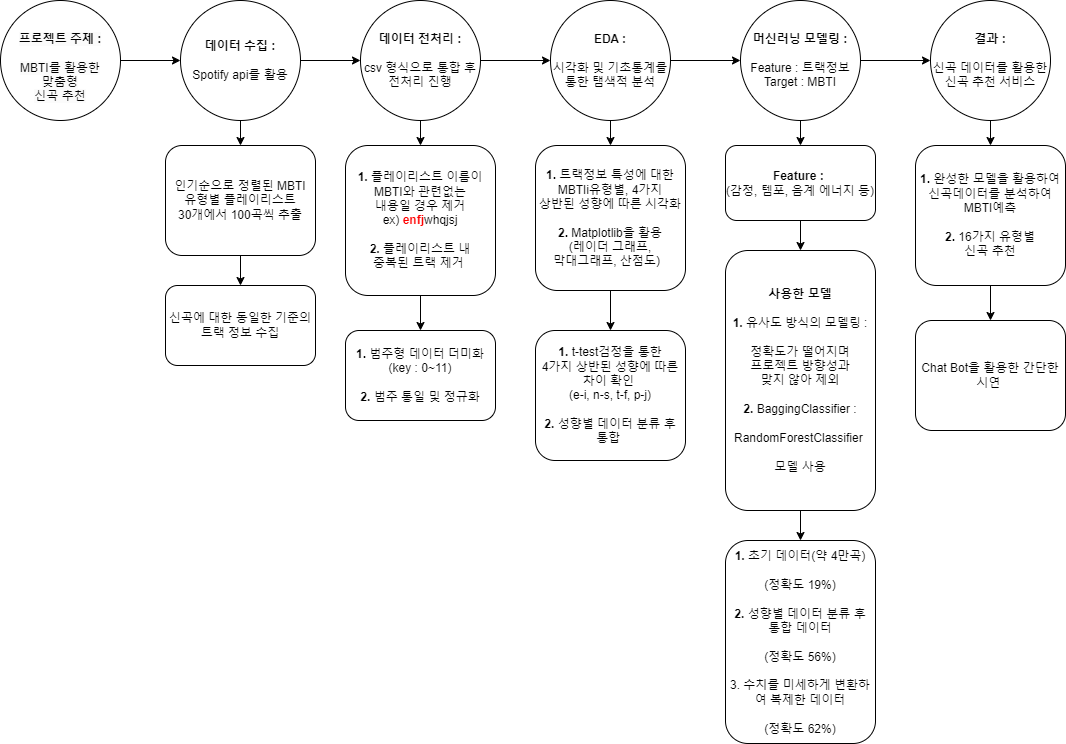 프로젝트 주제 :
MBTI를 활용한
맞춤형
신곡 추천
데이터 수집 :
Spotify api를 활용
데이터 전처리 :
csv 형식으로 통합 후
전처리 진행
EDA :
시각화 및 기초통계를
통한 탐색적 분석
머신러닝 모델링 :
Feature : 트랙정보
Target : MBTI
결과 :
신곡 데이터를 활용한
신곡 추천 서비스
인기순으로 정렬된 MBTI
유형별 플레이리스트
30개에서 100곡씩 추출
신곡에 대한 동일한 기준의
트랙 정보 수집
1. 플레이리스트 이름이
MBTI와 관련없는
내용일 경우 제거
ex) enfjwhqjsj
2. 플레이리스트 내
중복된 트랙 제거
1. 범주형 데이터 더미화
(key : 0~11)
2. 범주 통일 및 정규화
1. 트랙정보 특성에 대한
MBTIi유형별, 4가지
상반된 성향에 따른 시각화
2. Matplotlib을 활용
(레이더 그래프,
막대그래프, 산점도)
1. t-test검정을 통한
4가지 상반된 성향에 따른
차이 확인
(e-i, n-s, t-f, p-j)
2. 성향별 데이터 분류 후
통합
Feature :
(감정, 템포, 음계 에너지 등)
사용한 모델
1. 유사도 방식의 모델링 :
정확도가 떨어지며
프로젝트 방향성과
맞지 않아 제외
2. BaggingClassifier :
RandomForestClassifier
모델 사용
1. 초기 데이터(약 4만곡)
(정확도 19%)
2. 성향별 데이터 분류 후
통합 데이터
(정확도 56%)
3. 수치를 미세하게 변환하
여 복제한 데이터
(정확도 62%)
1. 완성한 모델을 활용하여
신곡데이터를 분석하여
MBTI예측
2. 16가지 유형별
신곡 추천
Chat Bot을 활용한 간단한
시연